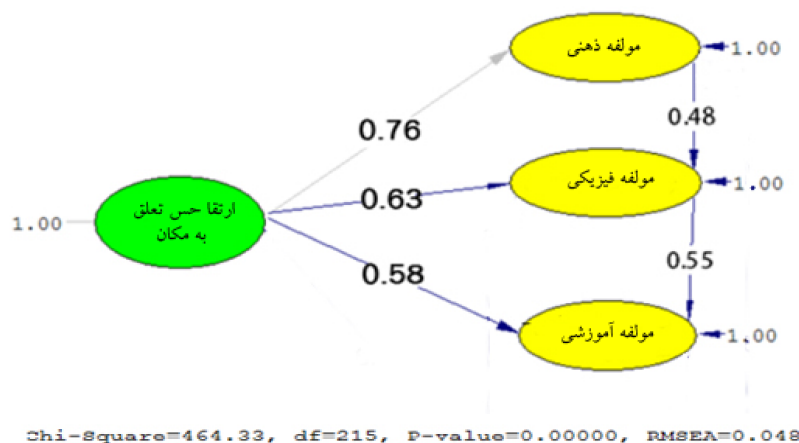 مولفه ذهنی
1.00
0.76
0.48
ارتقا حس تعلق
به مکان
1.00
0.63
مولفه فیزیکی
1.00
0.58
0.55
مولفه آموزشی
1.00
Chi-Square=464.33, df=215, P-value=0.00000, RMSEA=0.048